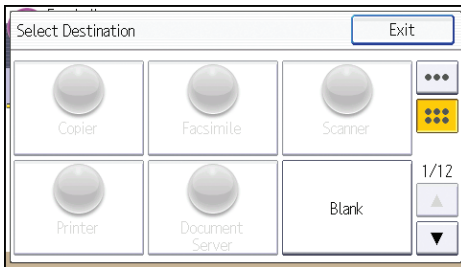 Select Destination
Exit
Copier
Facsimile
Scanner
1/12
Printer
Document
Server
Blank